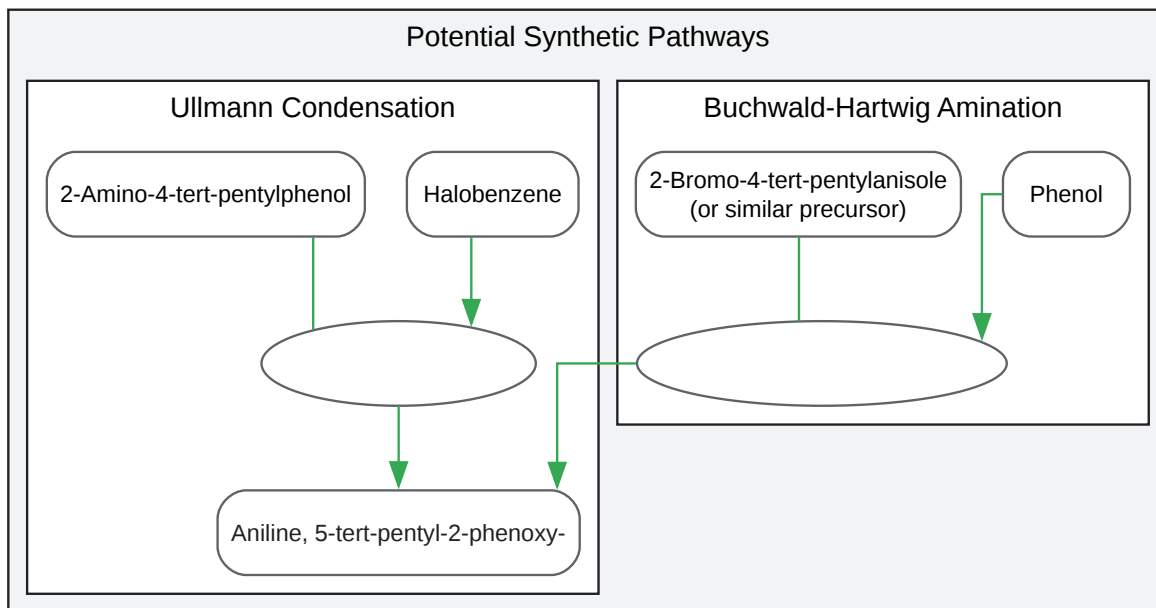 Potential Synthetic Pathways
Ullmann Condensation
2-Amino-4-tert-pentylphenol
Halobenzene
Buchwald-Hartwig Amination
2-Bromo-4-tert-pentylanisole
(or similar precursor)
Phenol
Aniline, 5-tert-pentyl-2-phenoxy-